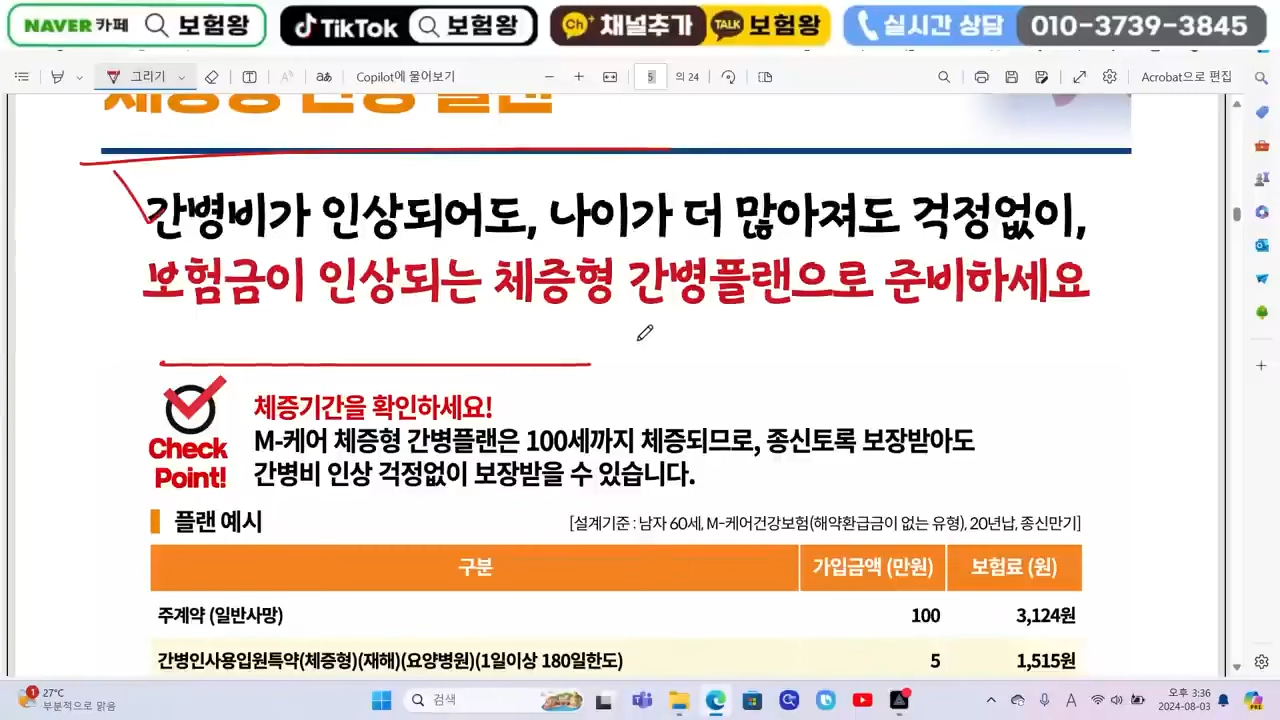 NAVER 카페 보험왕 TikTok 보험왕 Ch+ 채널추가 TALK 보험왕 실시간 상담 010-3739-3845
그리기 Copilot에 물어보기 5 의 24 Acrobat으로 편집
체증형 간병 플랜
간병비가 인상되어도, 나이가 더 많아져도 걱정없이,
보험금이 인상되는 체증형 간병플랜으로 준비하세요
Check
Point!
체증기간을 확인하세요!
M-케어 체증형 간병플랜은 100세까지 체증되므로, 종신토록 보장받아도
간병비 인상 걱정없이 보장받을 수 있습니다.
플랜 예시 [설계기준 : 남자 60세, M-케어건강보험(해약환급금이 없는 유형), 20년납, 종신만기]
구분 가입금액 (만원) 보험료 (원)
주계약 (일반사망) 100 3,124원
간병인사용입원특약(체증형)(재해)(요양병원)(1일이상 180일한도) 5 1,515원
1 27°C 검색 A 오후 3:36
부분적으로 맑음 2024-08-03